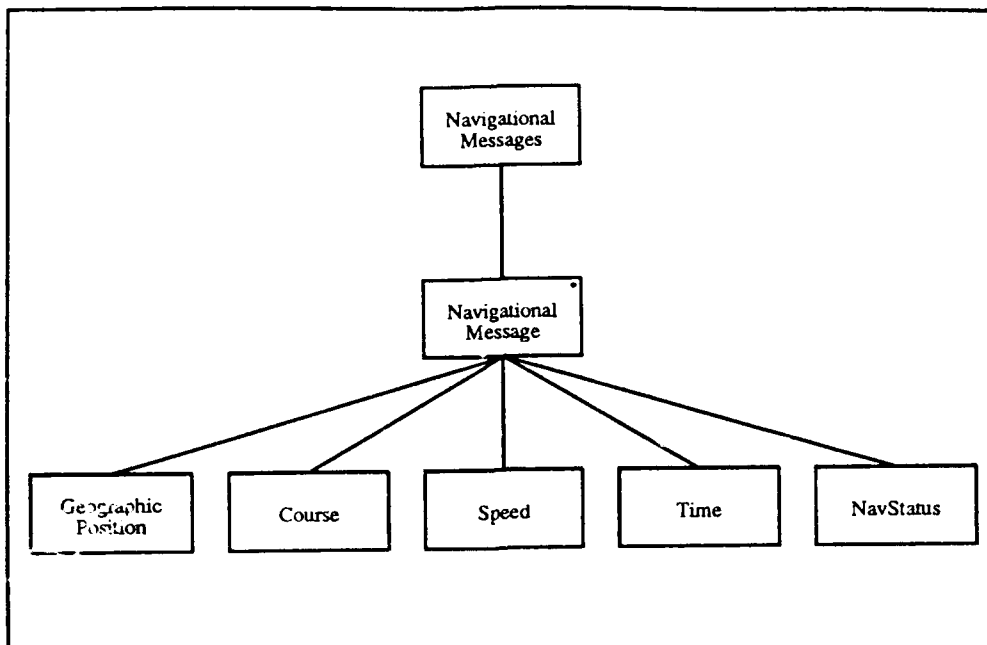 Navigational
Messages
Navigational
Message
*
Geographic
Position
Course
Speed
Time
NavStatus